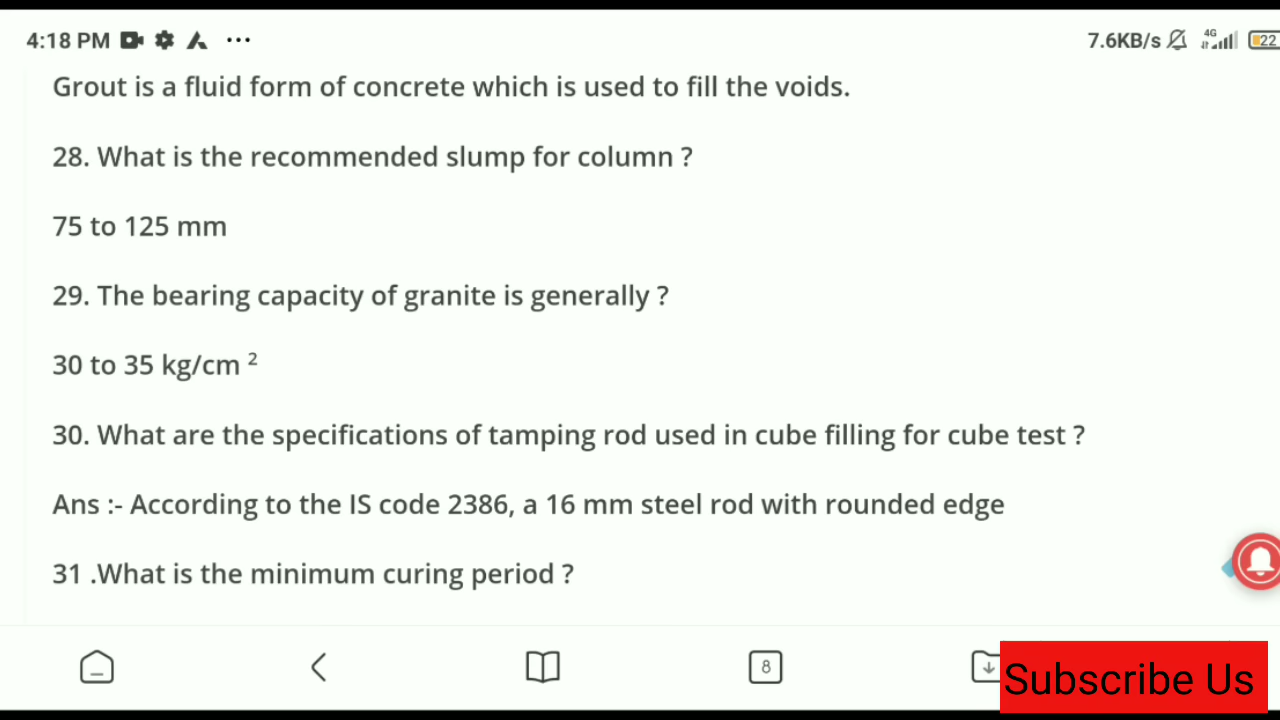 4:18 PM ...
7.6KB/s 4G 22
Grout is a fluid form of concrete which is used to fill the voids.
28. What is the recommended slump for column ?
75 to 125 mm
29. The bearing capacity of granite is generally ?
30 to 35 kg/cm ²
30. What are the specifications of tamping rod used in cube filling for cube test ?
Ans :- According to the IS code 2386, a 16 mm steel rod with rounded edge
31 .What is the minimum curing period ?
8
Subscribe Us